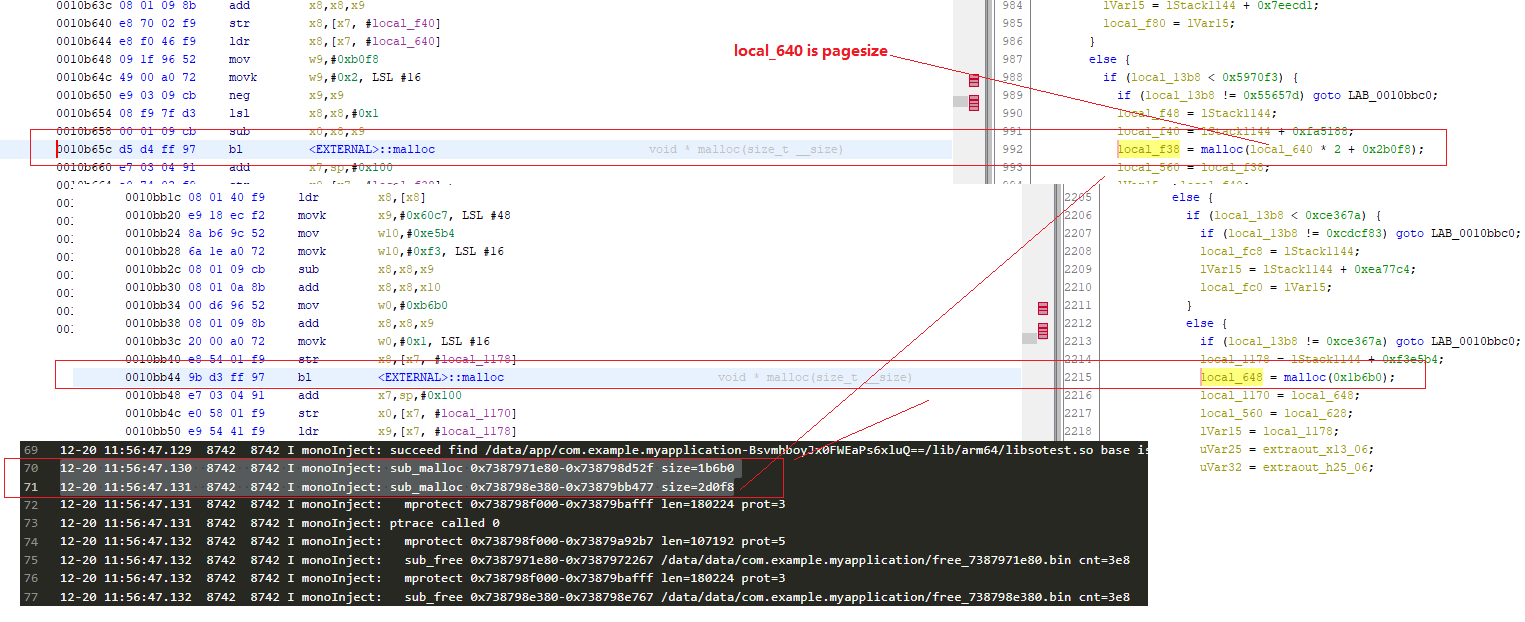 0010b63c 08 01 09 8b add x8,x8,x9
0010b640 e8 70 02 f9 str x8,[x7, #local_f40]
0010b644 e8 f0 46 f9 ldr x8,[x7, #local_640]
0010b648 09 1f 96 52 mov w9,#0xb0f8
0010b64c 49 00 a0 72 movk w9,#0x2, LSL #16
0010b650 e9 03 09 cb neg x9,x9
0010b654 08 f9 7f d3 lsl x8,x8,#0x1
0010b658 00 01 09 cb sub x0,x8,x9
0010b65c d5 d4 ff 97 bl <EXTERNAL>::malloc void * malloc(size_t __size)
0010b660 e7 03 04 91 add x7,sp,#0x100
local_640 is pagesize
984 lVar15 = lStack1144 + 0x7eecd1;
985 local_f80 = lVar15;
986 }
987 else {
988 if (local_13b8 < 0x5970f3) {
989 if (local_13b8 != 0x55657d) goto LAB_0010bbc0;
990 local_f48 = lStack1144;
991 local_f40 = lStack1144 + 0xfa5188;
992 local_f38 = malloc(local_640 * 2 + 0x2b0f8);
993 local_560 = local_f38;
0010bb1c 08 01 40 f9 ldr x8,[x8]
0010bb20 e9 18 ec f2 movk x9,#0x60c7, LSL #48
0010bb24 8a b6 9c 52 mov w10,#0xe5b4
0010bb28 6a 1e a0 72 movk w10,#0xf3, LSL #16
0010bb2c 08 01 09 cb sub x8,x8,x9
0010bb30 08 01 0a 8b add x8,x8,x10
0010bb34 00 d6 96 52 mov w0,#0xb6b0
0010bb38 08 01 09 8b add x8,x8,x9
0010bb3c 20 00 a0 72 movk w0,#0x1, LSL #16
0010bb40 e8 54 01 f9 str x8,[x7, #local_1178]
0010bb44 9b d3 ff 97 bl <EXTERNAL>::malloc void * malloc(size_t __size)
0010bb48 e7 03 04 91 add x7,sp,#0x100
0010bb4c e0 58 01 f9 str x0,[x7, #local_1170]
0010bb50 e9 54 41 f9 ldr x9,[x7, #local_1178]
2205 else {
2206 if (local_13b8 < 0xce367a) {
2207 if (local_13b8 != 0xcdcf83) goto LAB_0010bbc0;
2208 local_fc8 = lStack1144;
2209 lVar15 = lStack1144 + 0xea77c4;
2210 local_fc0 = lVar15;
2211 }
2212 else {
2213 if (local_13b8 != 0xce367a) goto LAB_0010bbc0;
2214 local_1178 = lStack1144 + 0xf3e5b4;
2215 local_648 = malloc(0x1b6b0);
2216 local_1170 = local_648;
2217 local_560 = local_628;
2218 lVar15 = local_1178;
uVar25 = extraout_x13_06;
uVar32 = extraout_h25_06;
69 12-20 11:56:47.129 8742 8742 I monoInject: succeed find /data/app/com.example.myapplication-BsvmhboyJx0FWEaPs6xluQ==/lib/arm64/libsotest.so base is
70 12-20 11:56:47.130 8742 8742 I monoInject: sub_malloc 0x7387971e80-0x738798d52f size=1b6b0
71 12-20 11:56:47.131 8742 8742 I monoInject: sub_malloc 0x738798e380-0x73879bb477 size=2d0f8
72 12-20 11:56:47.131 8742 8742 I monoInject: mprotect 0x738798f000-0x73879bafff len=180224 prot=3
73 12-20 11:56:47.131 8742 8742 I monoInject: ptrace called 0
74 12-20 11:56:47.132 8742 8742 I monoInject: mprotect 0x738798f000-0x73879a92b7 len=107192 prot=5
75 12-20 11:56:47.132 8742 8742 I monoInject: sub_free 0x7387971e80-0x7387972267 /data/data/com.example.myapplication/free_7387971e80.bin cnt=3e8
76 12-20 11:56:47.132 8742 8742 I monoInject: mprotect 0x738798f000-0x73879bafff len=180224 prot=3
77 12-20 11:56:47.132 8742 8742 I monoInject: sub_free 0x738798e380-0x738798e767 /data/data/com.example.myapplication/free_738798e380.bin cnt=3e8